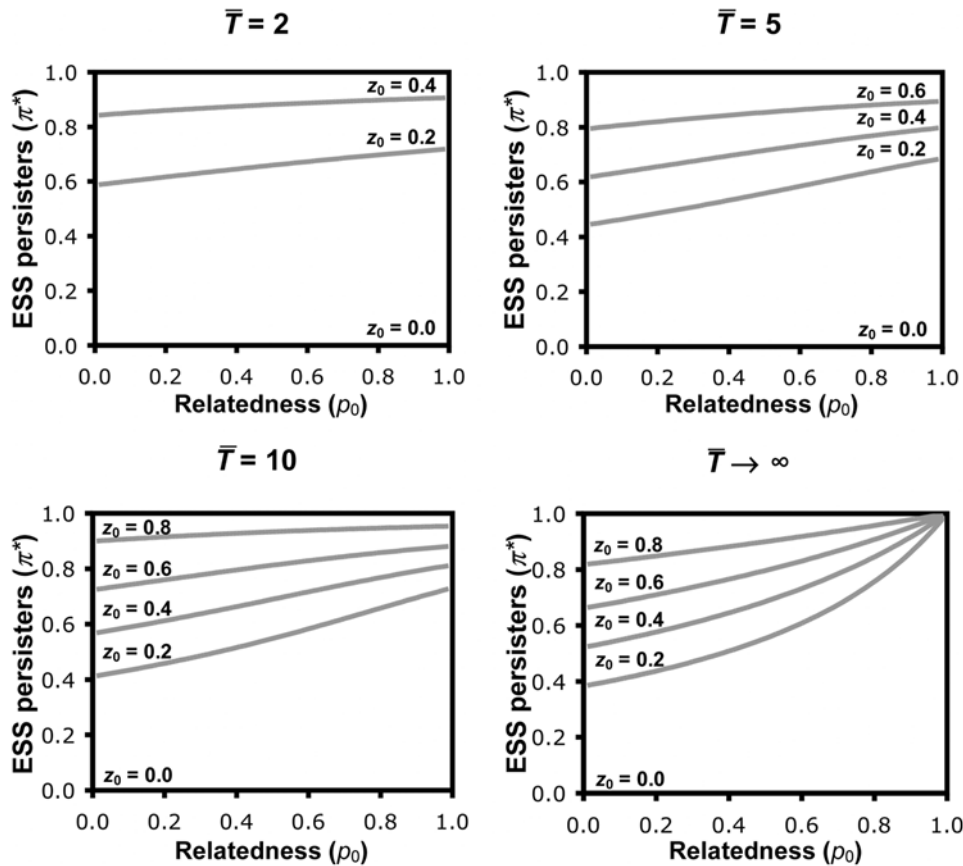 T̅ = 2
ESS persisters (π*)
1.0
0.8
0.6
0.4
0.2
0.0
z₀ = 0.4
z₀ = 0.2
z₀ = 0.0
0.0 0.2 0.4 0.6 0.8 1.0
Relatedness (p₀)
T̅ = 5
ESS persisters (π*)
1.0
0.8
0.6
0.4
0.2
0.0
z₀ = 0.6
z₀ = 0.4
z₀ = 0.2
z₀ = 0.0
0.0 0.2 0.4 0.6 0.8 1.0
Relatedness (p₀)
T̅ = 10
ESS persisters (π*)
1.0
0.8
0.6
0.4
0.2
0.0
z₀ = 0.8
z₀ = 0.6
z₀ = 0.4
z₀ = 0.2
z₀ = 0.0
0.0 0.2 0.4 0.6 0.8 1.0
Relatedness (p₀)
T̅ → ∞
ESS persisters (π*)
1.0
0.8
0.6
0.4
0.2
0.0
z₀ = 0.8
z₀ = 0.6
z₀ = 0.4
z₀ = 0.2
z₀ = 0.0
0.0 0.2 0.4 0.6 0.8 1.0
Relatedness (p₀)